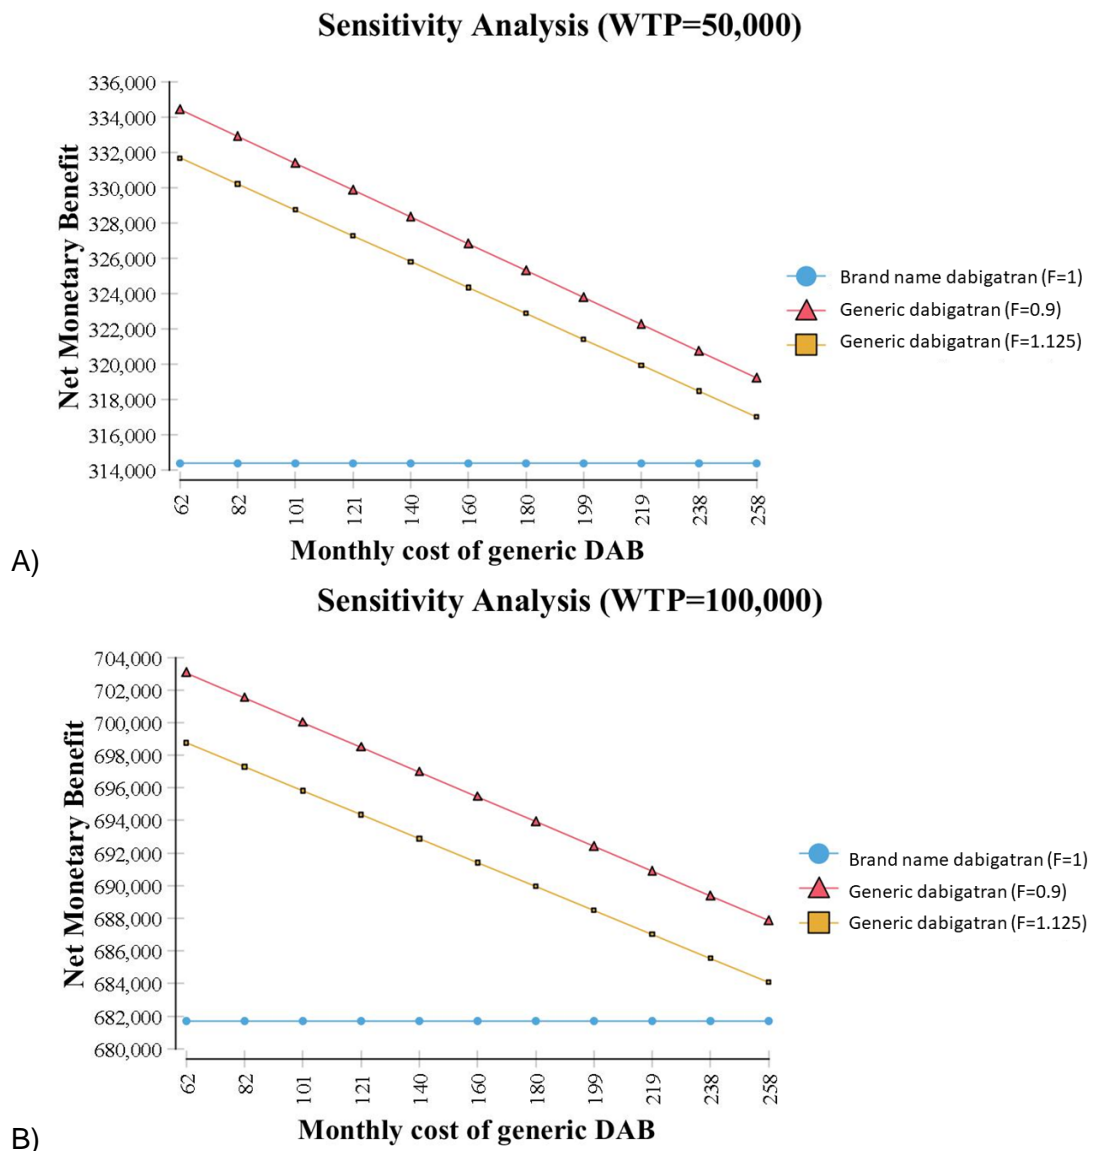 Sensitivity Analysis (WTP=50,000)
Net Monetary Benefit
336,000
334,000
332,000
330,000
328,000
326,000
324,000
322,000
320,000
318,000
316,000
314,000
62 82 101 121 140 160 180 199 219 238 258
Monthly cost of generic DAB
Brand name dabigatran (F=1)
Generic dabigatran (F=0.9)
Generic dabigatran (F=1.125)
A)
Sensitivity Analysis (WTP=100,000)
Net Monetary Benefit
704,000
702,000
700,000
698,000
696,000
694,000
692,000
690,000
688,000
686,000
684,000
682,000
680,000
62 82 101 121 140 160 180 199 219 238 258
Monthly cost of generic DAB
Brand name dabigatran (F=1)
Generic dabigatran (F=0.9)
Generic dabigatran (F=1.125)
B)